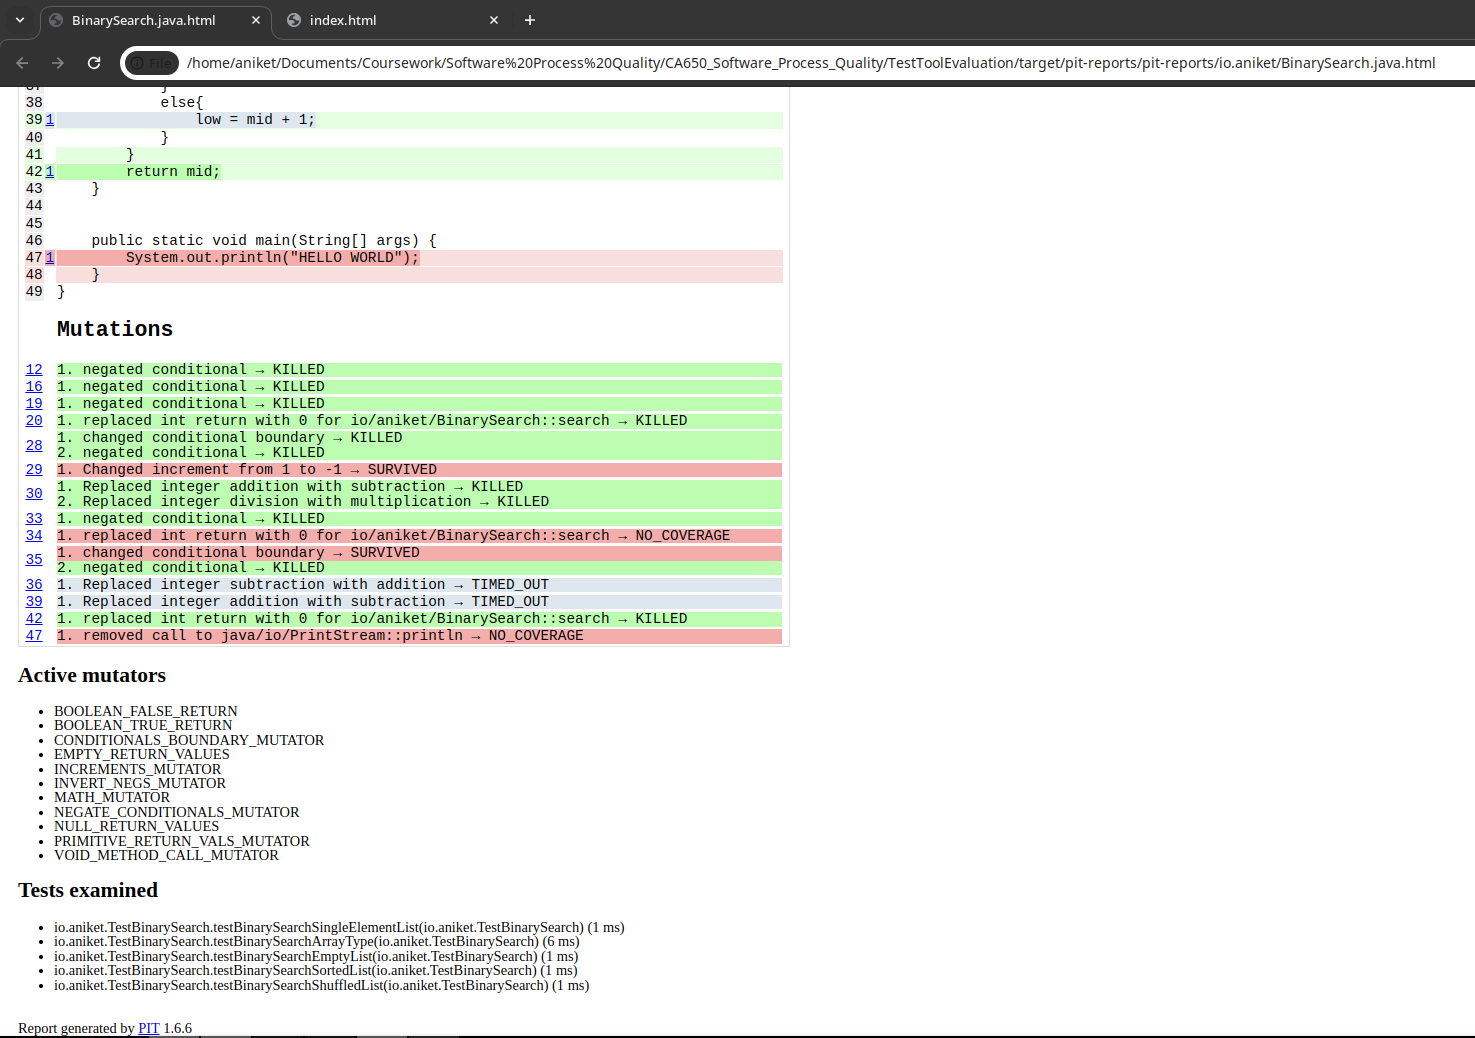 BinarySearch.java.html
index.html
File /home/aniket/Documents/Coursework/Software%20Process%20Quality/CA650_Software_Process_Quality/TestToolEvaluation/target/pit-reports/pit-reports/io.aniket/BinarySearch.java.html
37 }
38 else{
39 1 low = mid + 1;
40 }
41 }
42 1 return mid;
43 }
44
45
46 public static void main(String[] args) {
47 1 System.out.println("HELLO WORLD");
48 }
49 }
Mutations
12 1. negated conditional → KILLED
16 1. negated conditional → KILLED
19 1. negated conditional → KILLED
20 1. replaced int return with 0 for io/aniket/BinarySearch::search → KILLED
28 1. changed conditional boundary → KILLED
2. negated conditional → KILLED
29 1. Changed increment from 1 to -1 → SURVIVED
30 1. Replaced integer addition with subtraction → KILLED
2. Replaced integer division with multiplication → KILLED
33 1. negated conditional → KILLED
34 1. replaced int return with 0 for io/aniket/BinarySearch::search → NO_COVERAGE
35 1. changed conditional boundary → SURVIVED
2. negated conditional → KILLED
36 1. Replaced integer subtraction with addition → TIMED_OUT
39 1. Replaced integer addition with subtraction → TIMED_OUT
42 1. replaced int return with 0 for io/aniket/BinarySearch::search → KILLED
47 1. removed call to java/io/PrintStream::println → NO_COVERAGE
Active mutators
• BOOLEAN_FALSE_RETURN
• BOOLEAN_TRUE_RETURN
• CONDITIONALS_BOUNDARY_MUTATOR
• EMPTY_RETURN_VALUES
• INCREMENTS_MUTATOR
• INVERT_NEGS_MUTATOR
• MATH_MUTATOR
• NEGATE_CONDITIONALS_MUTATOR
• NULL_RETURN_VALUES
• PRIMITIVE_RETURN_VALS_MUTATOR
• VOID_METHOD_CALL_MUTATOR
Tests examined
• io.aniket.TestBinarySearch.testBinarySearchSingleElementList(io.aniket.TestBinarySearch) (1 ms)
• io.aniket.TestBinarySearch.testBinarySearchArrayType(io.aniket.TestBinarySearch) (6 ms)
• io.aniket.TestBinarySearch.testBinarySearchEmptyList(io.aniket.TestBinarySearch) (1 ms)
• io.aniket.TestBinarySearch.testBinarySearchSortedList(io.aniket.TestBinarySearch) (1 ms)
• io.aniket.TestBinarySearch.testBinarySearchShuffledList(io.aniket.TestBinarySearch) (1 ms)
Report generated by PIT 1.6.6